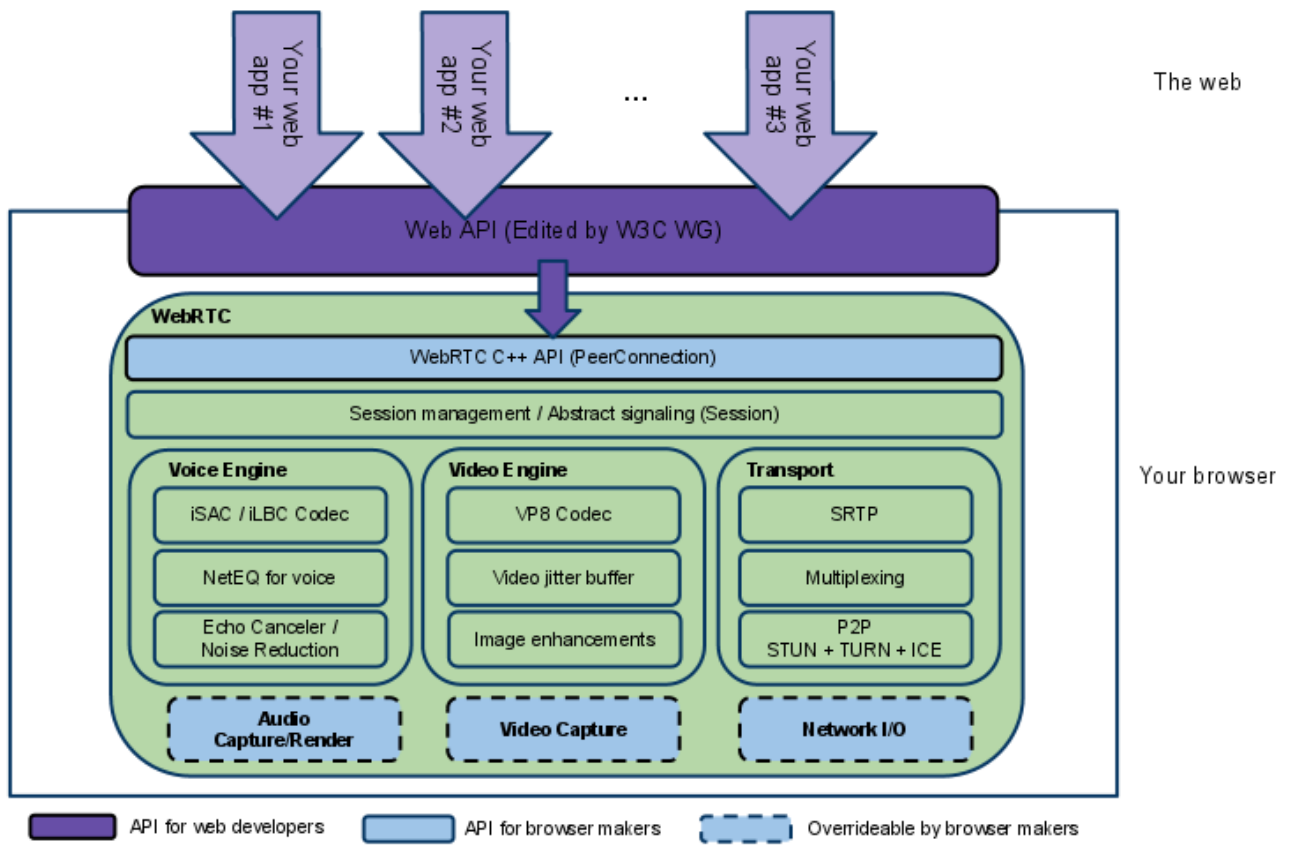 Your web
app #1
Your web
app #2
...
Your web
app #3
The web
Web API (Edited by W3C WG)
WebRTC
WebRTC C++ API (PeerConnection)
Session management / Abstract signaling (Session)
Your browser
Voice Engine
iSAC / iLBC Codec
NetEQ for voice
Echo Canceler /
Noise Reduction
Video Engine
VP8 Codec
Video jitter buffer
Image enhancements
Transport
SRTP
Multiplexing
P2P
STUN + TURN + ICE
Audio
Capture/Render
Video Capture
Network I/O
API for web developers
API for browser makers
Overrideable by browser makers